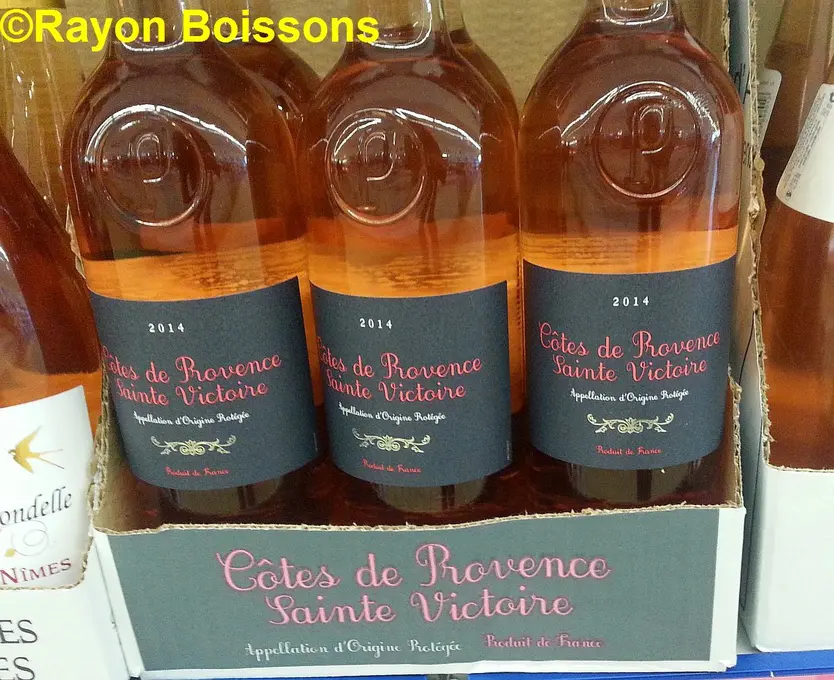 ©Rayon Boissons
P
P
P
2014
Côtes de Provence
Sainte Victoire
Appellation d'Origine Protégée
Produit de France
2014
Côtes de Provence
Sainte Victoire
Appellation d'Origine Protégée
Produit de France
2014
Côtes de Provence
Sainte Victoire
Appellation d'Origine Protégée
Produit de France
ondelle
NÎMES
ES
ES
Côtes de Provence
Sainte Victoire
Appellation d'Origine Protégée Produit de France